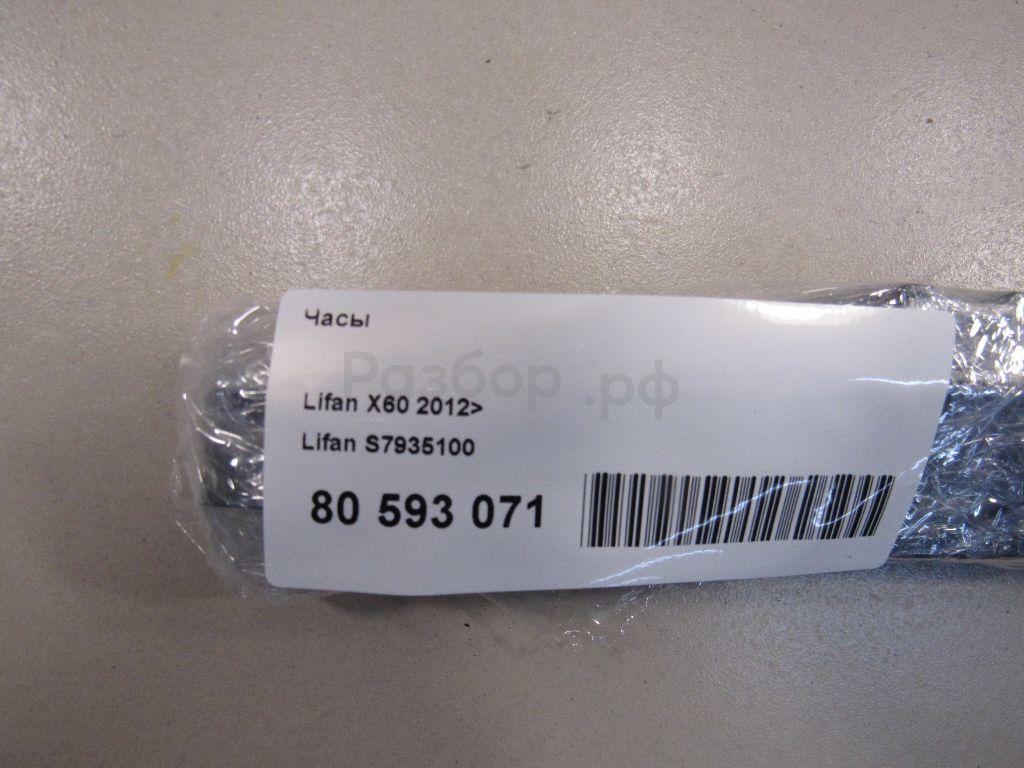 Часы
Разбор.рф
Lifan X60 2012>
Lifan S7935100
80 593 071